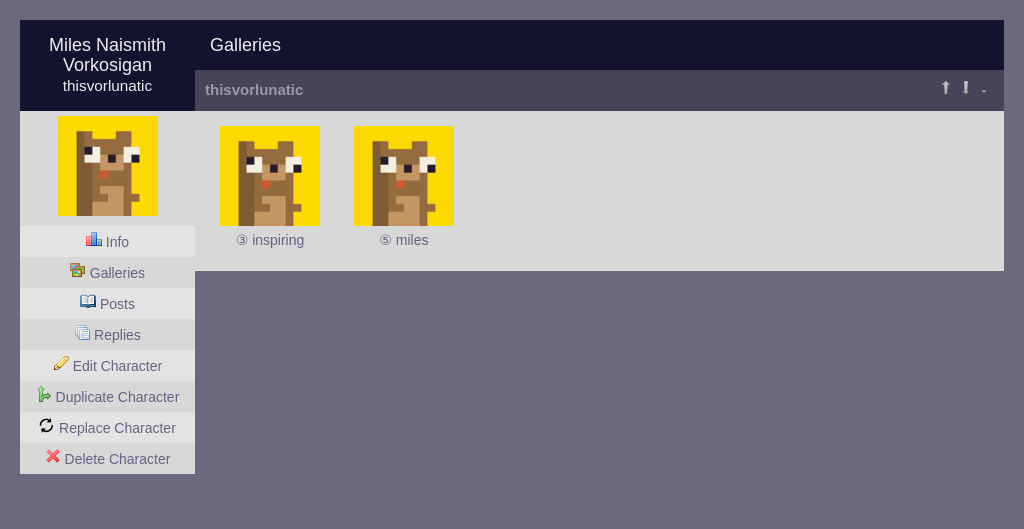 Miles Naismith
Vorkosigan
thisvorlunatic
Galleries
thisvorlunatic
-
③ inspiring
⑤ miles
Info
Galleries
Posts
Replies
Edit Character
Duplicate Character
Replace Character
Delete Character